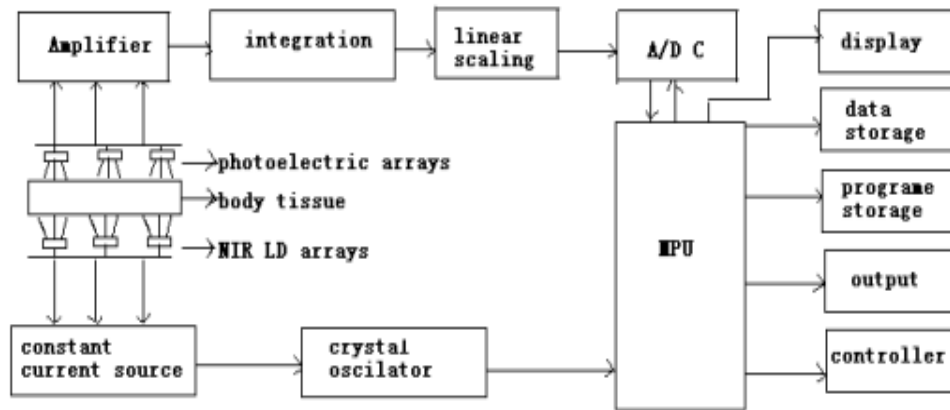 Amplifier
integration
linear
scaling
A/D C
display
data
storage
photoelectric arrays
body tissue
NIR LD arrays
MPU
programe
storage
output
constant
current source
crystal
oscilator
controller